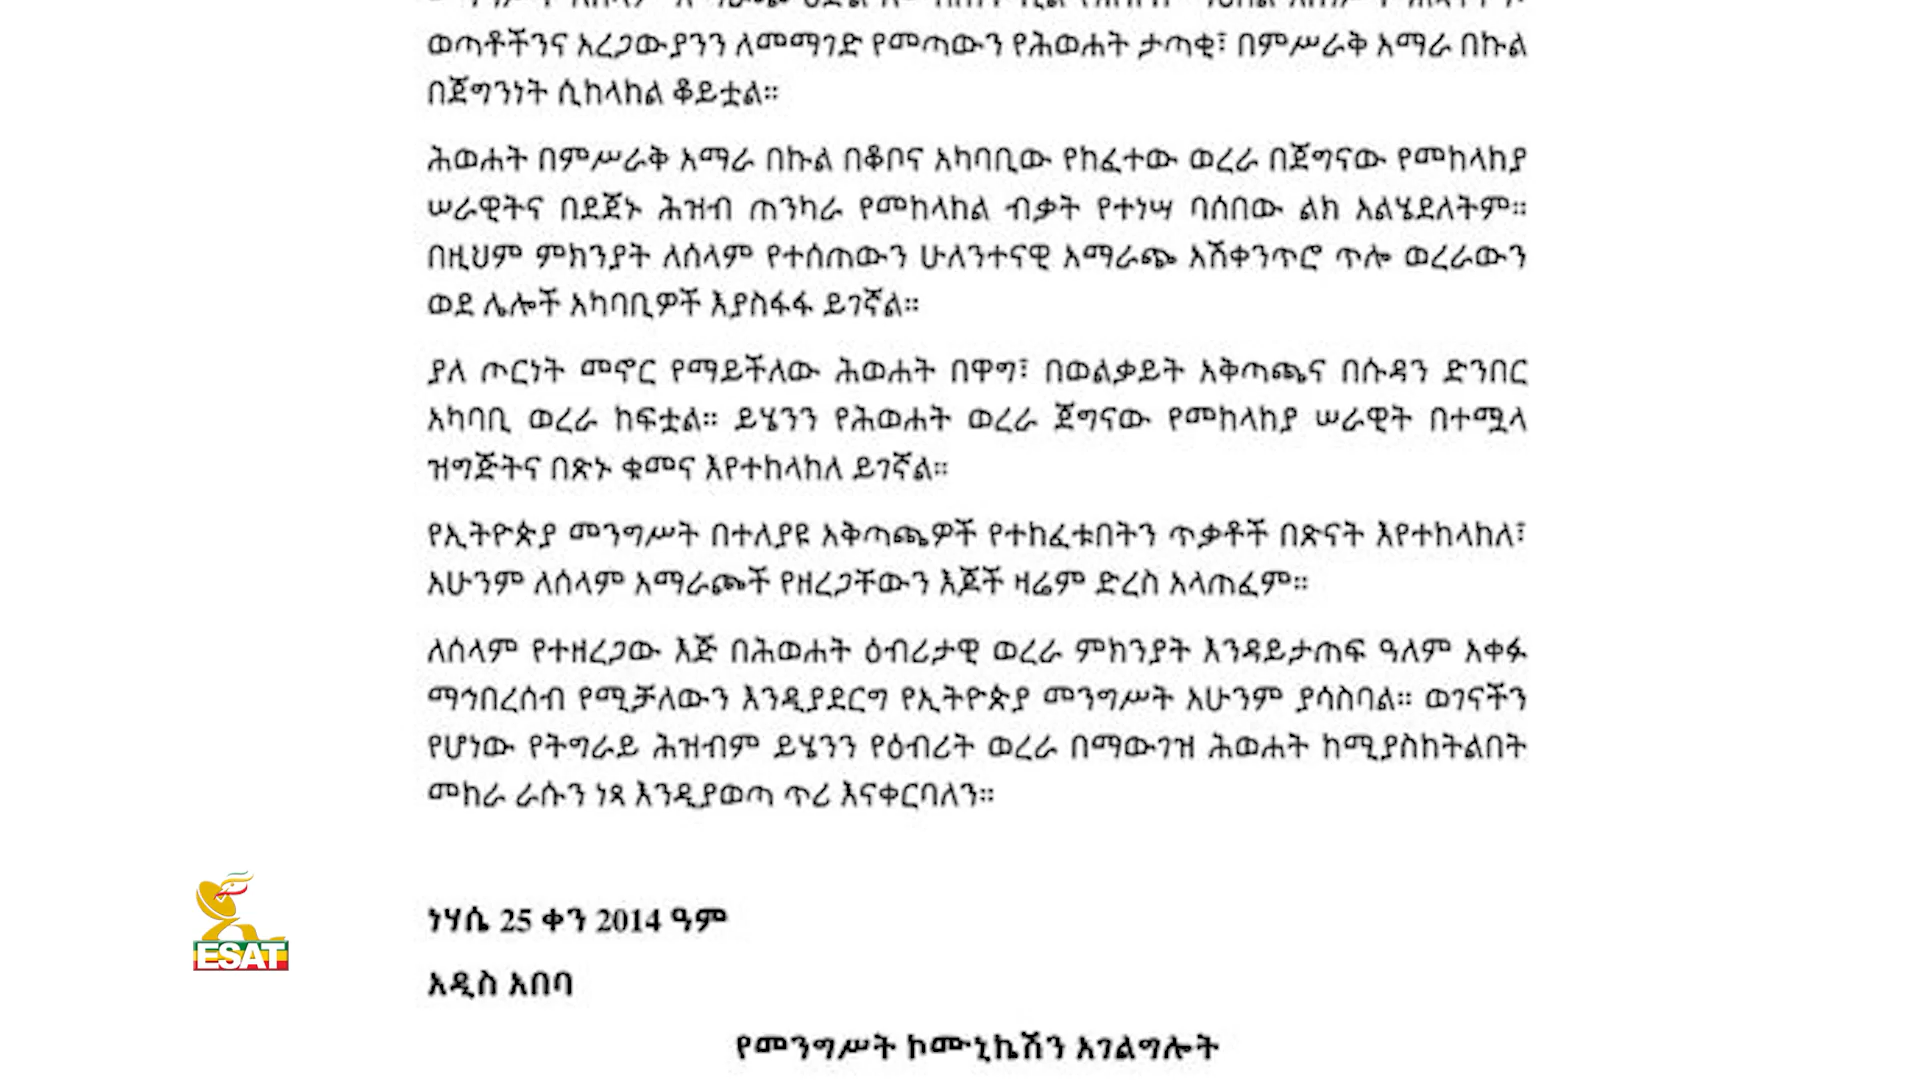 ወጣቶችንና አረጋውያንን ለመማገድ የመጣውን የሕወሐት ታጣቂ፣ በምሥራቅ አማራ በኩል
በጀግንነት ሲከላከል ቆይቷል።
ሕወሐት በምሥራቅ አማራ በኩል በቆቦና አካባቢው የከፈተው ወረራ በጀግናው የመከላከያ
ሠራዊትና በደጀኑ ሕዝብ ጠንካራ የመከላከል ብቃት የተነሣ ባሰበው ልክ አልሄደለትም።
በዚህም ምክንያት ለሰላም የተሰጠውን ሁለንተናዊ አማራጭ አሽቀንጥሮ ጥሎ ወረራውን
ወደ ሌሎች አካባቢዎች እያስፋፋ ይገኛል።
ያለ ጦርነት መኖር የማይችለው ሕወሐት በዋግ፣ በወልቃይት አቅጣጫና በሱዳን ድንበር
አካባቢ ወረራ ከፍቷል። ይሄንን የሕወሐት ወረራ ጀግናው የመከላከያ ሠራዊት በተሟላ
ዝግጅትና በጽኑ ቁመና እየተከላከለ ይገኛል።
የኢትዮጵያ መንግሥት በተለያዩ አቅጣጫዎች የተከፈቱበትን ጥቃቶች በጽናት እየተከላከለ፣
አሁንም ለሰላም አማራጮች የዘረጋቸውን እጆች ዛሬም ድረስ አላጠፈም።
ለሰላም የተዘረጋው እጅ በሕወሐት ዕብሪታዊ ወረራ ምክንያት እንዳይታጠፍ ዓለም አቀፉ
ማኅበረሰብ የሚቻለውን እንዲያደርግ የኢትዮጵያ መንግሥት አሁንም ያሳስባል። ወገናችን
የሆነው የትግራይ ሕዝብም ይሄንን የዕብሪት ወረራ በማውገዝ ሕወሐት ከሚያስከትልበት
መከራ ራሱን ነጻ እንዲያወጣ ጥሪ እናቀርባለን።
ESAT
ነሃሴ 25 ቀን 2014 ዓም
አዲስ አበባ
የመንግሥት ኮሙኒኬሽን አገልግሎት